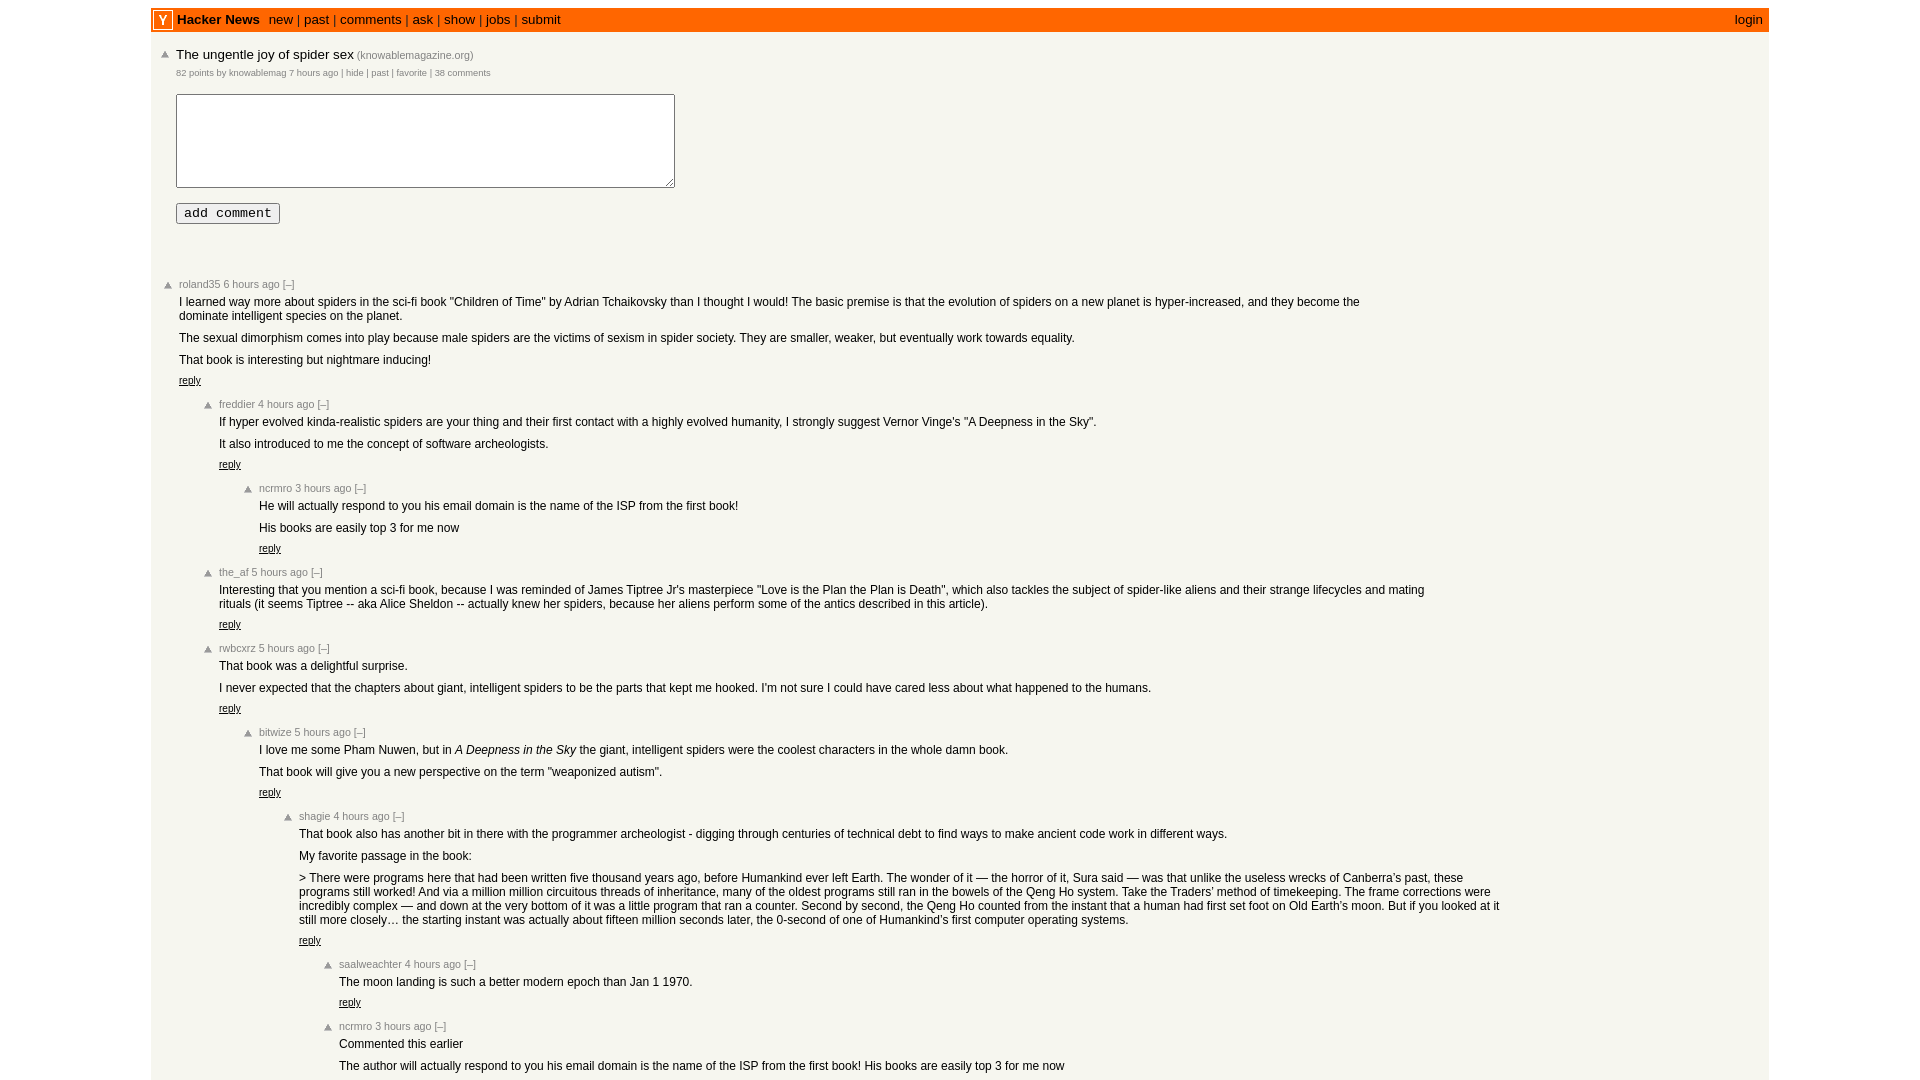 Y Hacker News new | past | comments | ask | show | jobs | submit login
The ungentle joy of spider sex (knowablemagazine.org)
82 points by knowablemag 7 hours ago | hide | past | favorite | 38 comments
add comment
roland35 6 hours ago [–]
I learned way more about spiders in the sci-fi book "Children of Time" by Adrian Tchaikovsky than I thought I would! The basic premise is that the evolution of spiders on a new planet is hyper-increased, and they become the
dominate intelligent species on the planet.
The sexual dimorphism comes into play because male spiders are the victims of sexism in spider society. They are smaller, weaker, but eventually work towards equality.
That book is interesting but nightmare inducing!
reply
freddier 4 hours ago [–]
If hyper evolved kinda-realistic spiders are your thing and their first contact with a highly evolved humanity, I strongly suggest Vernor Vinge's "A Deepness in the Sky".
It also introduced to me the concept of software archeologists.
reply
ncrmro 3 hours ago [–]
He will actually respond to you his email domain is the name of the ISP from the first book!
His books are easily top 3 for me now
reply
the_af 5 hours ago [–]
Interesting that you mention a sci-fi book, because I was reminded of James Tiptree Jr's masterpiece "Love is the Plan the Plan is Death", which also tackles the subject of spider-like aliens and their strange lifecycles and mating
rituals (it seems Tiptree -- aka Alice Sheldon -- actually knew her spiders, because her aliens perform some of the antics described in this article).
reply
rwbcxrz 5 hours ago [–]
That book was a delightful surprise.
I never expected that the chapters about giant, intelligent spiders to be the parts that kept me hooked. I'm not sure I could have cared less about what happened to the humans.
reply
bitwize 5 hours ago [–]
I love me some Pham Nuwen, but in A Deepness in the Sky the giant, intelligent spiders were the coolest characters in the whole damn book.
That book will give you a new perspective on the term "weaponized autism".
reply
shagie 4 hours ago [–]
That book also has another bit in there with the programmer archeologist - digging through centuries of technical debt to find ways to make ancient code work in different ways.
My favorite passage in the book:
> There were programs here that had been written five thousand years ago, before Humankind ever left Earth. The wonder of it — the horror of it, Sura said — was that unlike the useless wrecks of Canberra’s past, these
programs still worked! And via a million million circuitous threads of inheritance, many of the oldest programs still ran in the bowels of the Qeng Ho system. Take the Traders’ method of timekeeping. The frame corrections were
incredibly complex — and down at the very bottom of it was a little program that ran a counter. Second by second, the Qeng Ho counted from the instant that a human had first set foot on Old Earth’s moon. But if you looked at it
still more closely… the starting instant was actually about fifteen million seconds later, the 0-second of one of Humankind’s first computer operating systems.
reply
saalweachter 4 hours ago [–]
The moon landing is such a better modern epoch than Jan 1 1970.
reply
ncrmro 3 hours ago [–]
Commented this earlier
The author will actually respond to you his email domain is the name of the ISP from the first book! His books are easily top 3 for me now